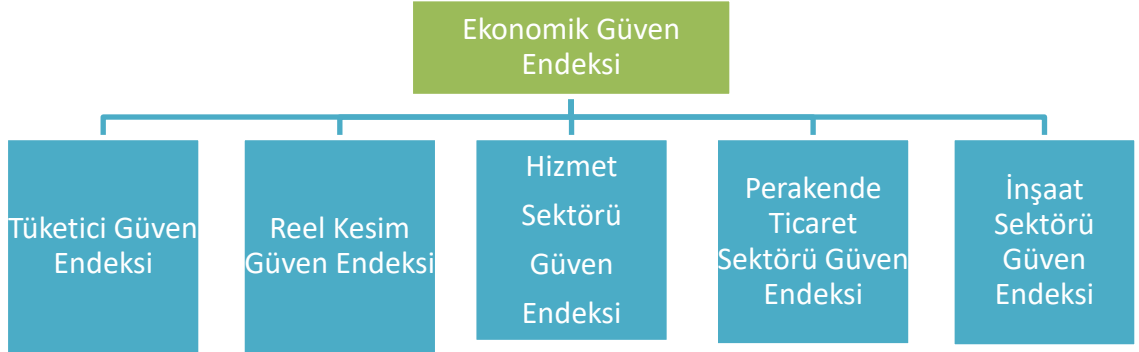 Ekonomik Güven
Endeksi
Tüketici Güven
Endeksi
Reel Kesim
Güven Endeksi
Hizmet
Sektörü
Güven
Endeksi
Perakende
Ticaret
Sektörü Güven
Endeksi
İnşaat
Sektörü
Güven
Endeksi